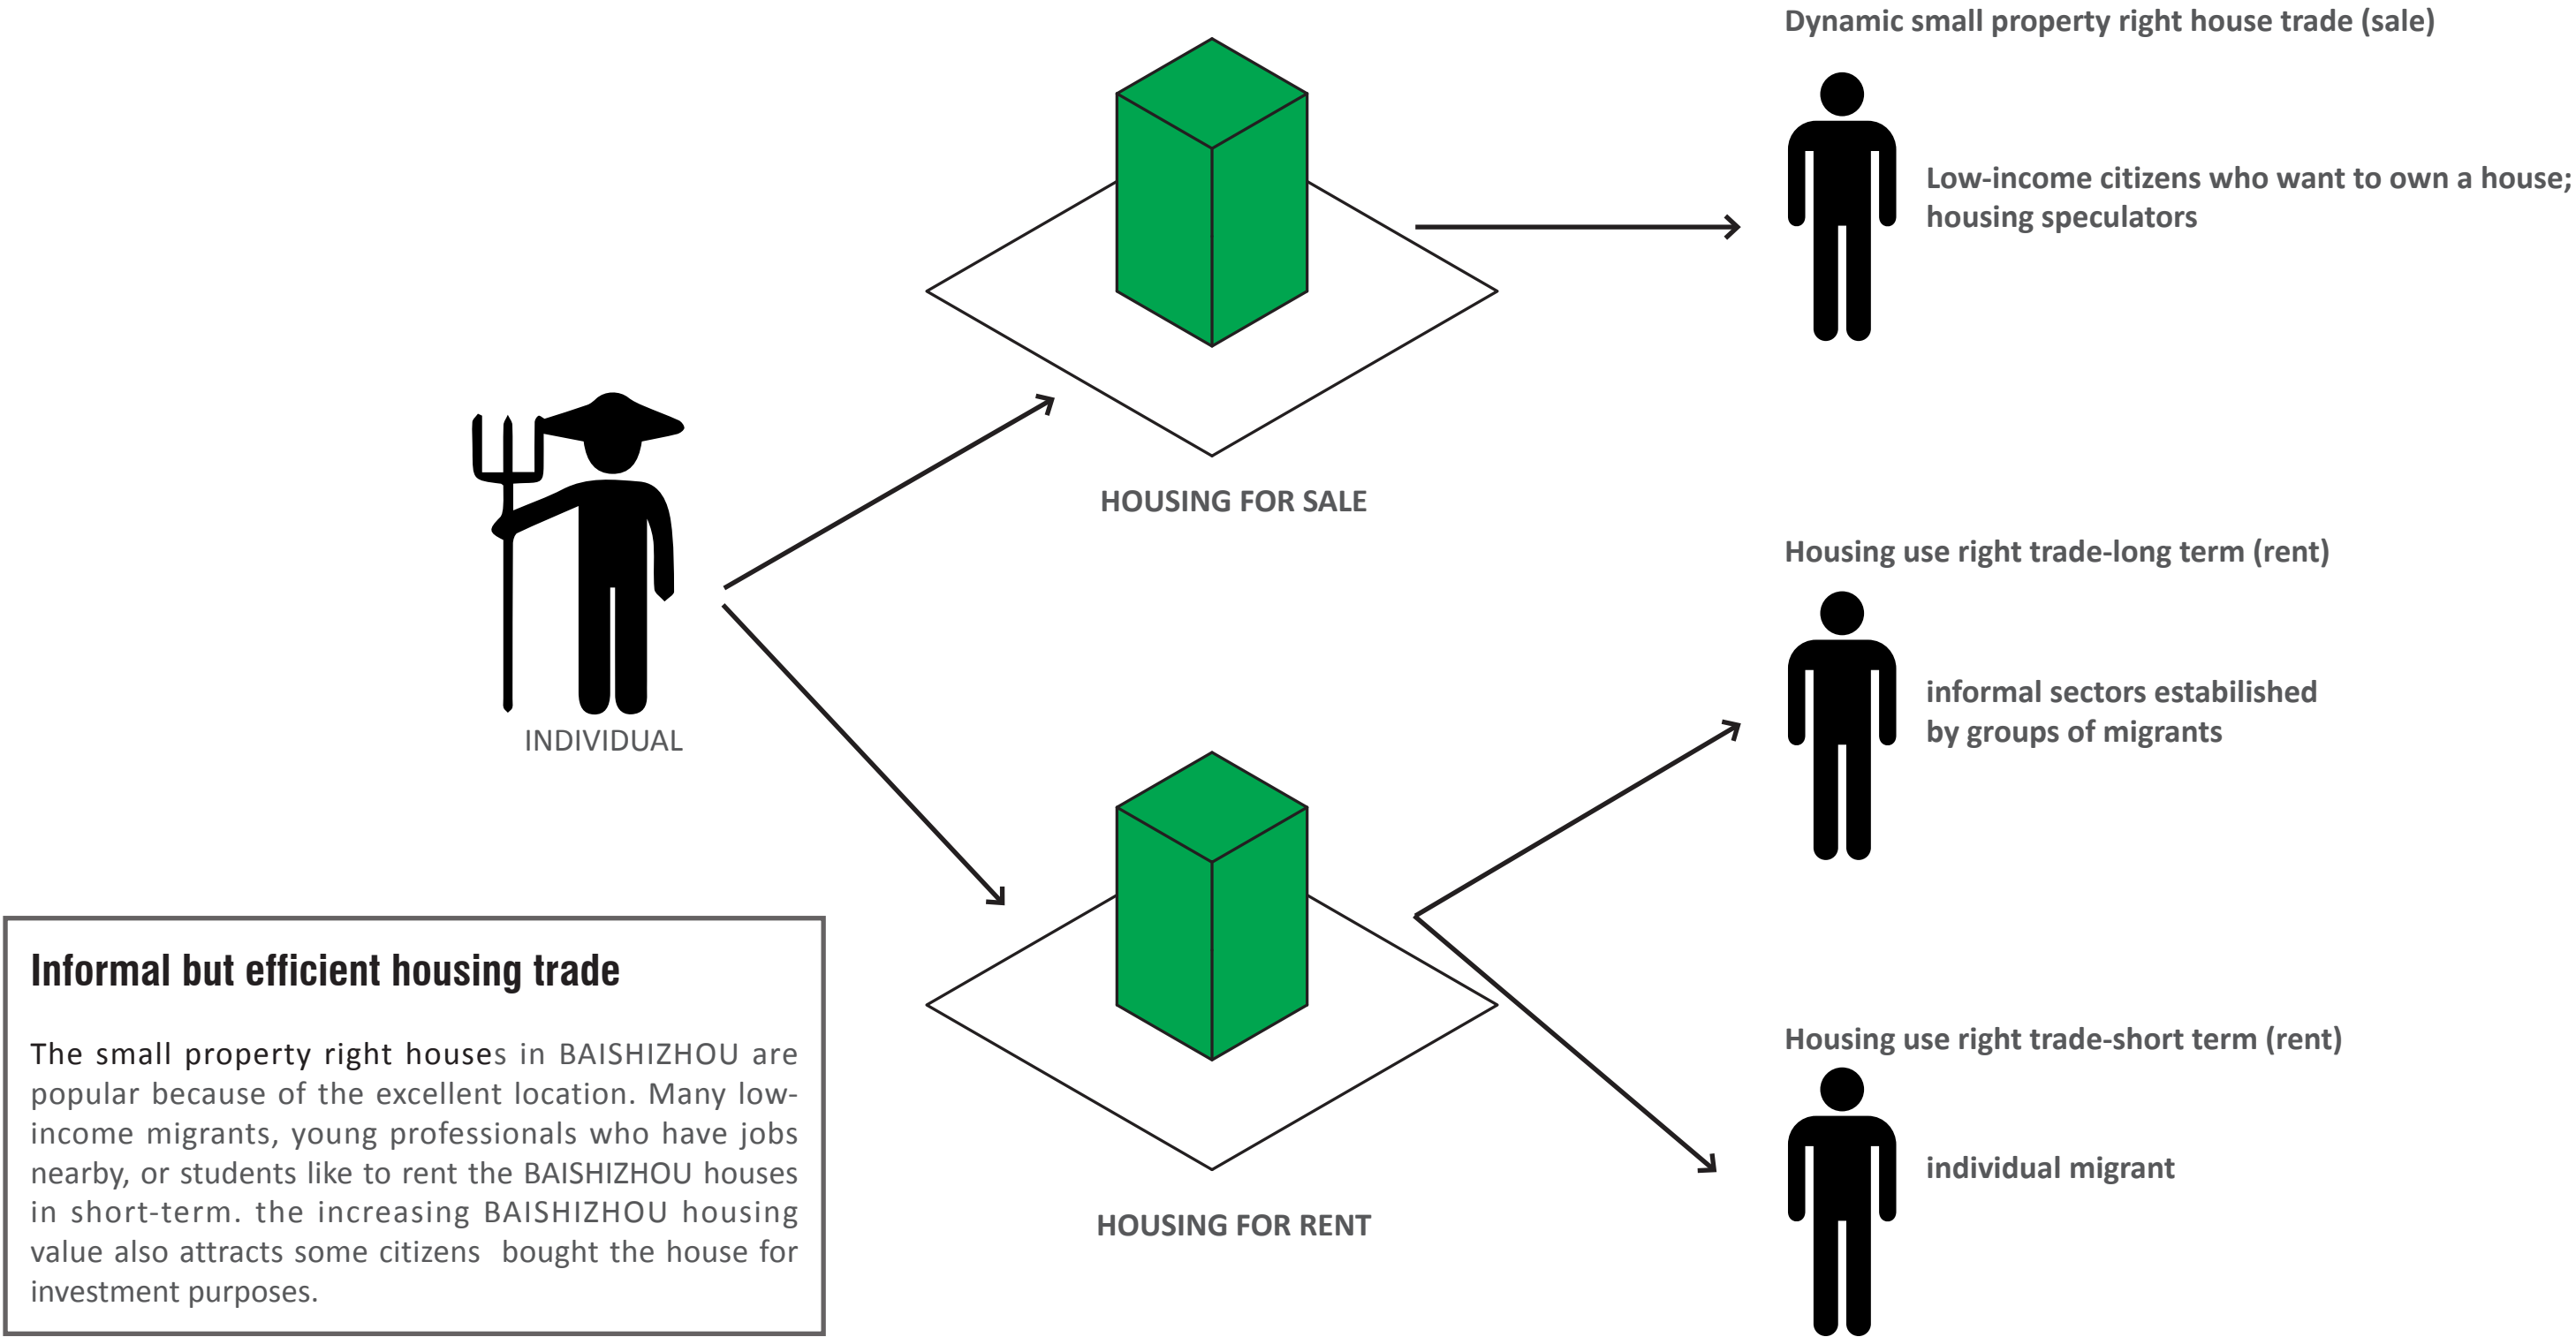 Dynamic small property right house trade (sale)
Low-income citizens who want to own a house;
housing speculators
HOUSING FOR SALE
Housing use right trade-long term (rent)
informal sectors estabilished
by groups of migrants
INDIVIDUAL
Informal but efficient housing trade
The small property right houses in BAISHIZHOU are
popular because of the excellent location. Many low-
income migrants, young professionals who have jobs
nearby, or students like to rent the BAISHIZHOU houses
in short-term. the increasing BAISHIZHOU housing
value also attracts some citizens bought the house for
investment purposes.
Housing use right trade-short term (rent)
individual migrant
HOUSING FOR RENT